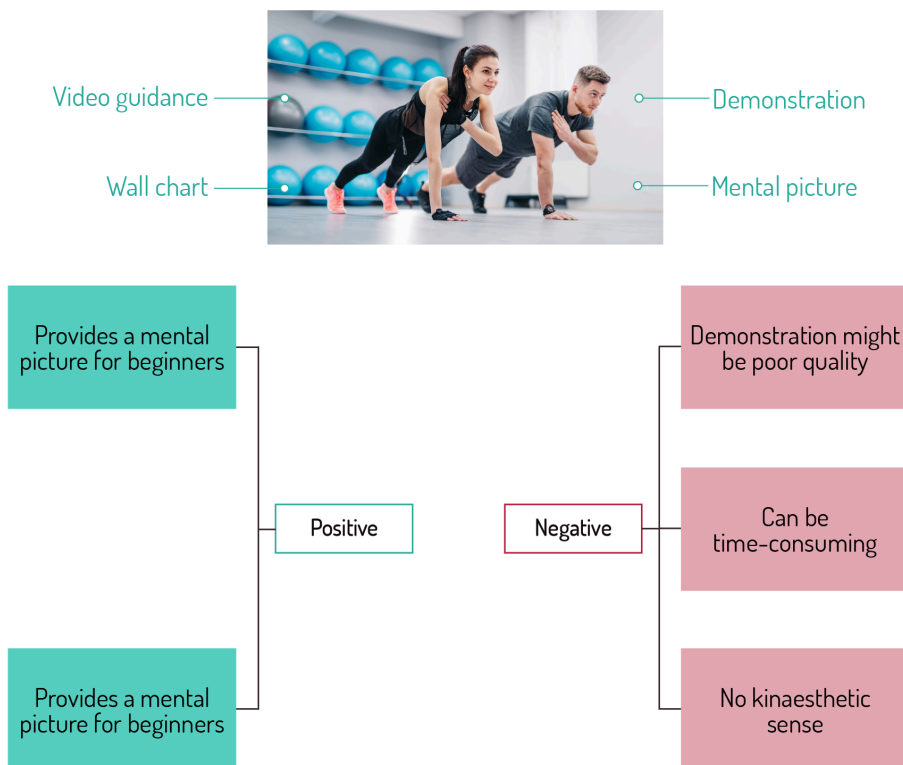 Video guidance
Demonstration
Wall chart
Mental picture
Provides a mental
picture for beginners
Demonstration might
be poor quality
Positive
Negative
Can be
time-consuming
Provides a mental
picture for beginners
No kinaesthetic
sense